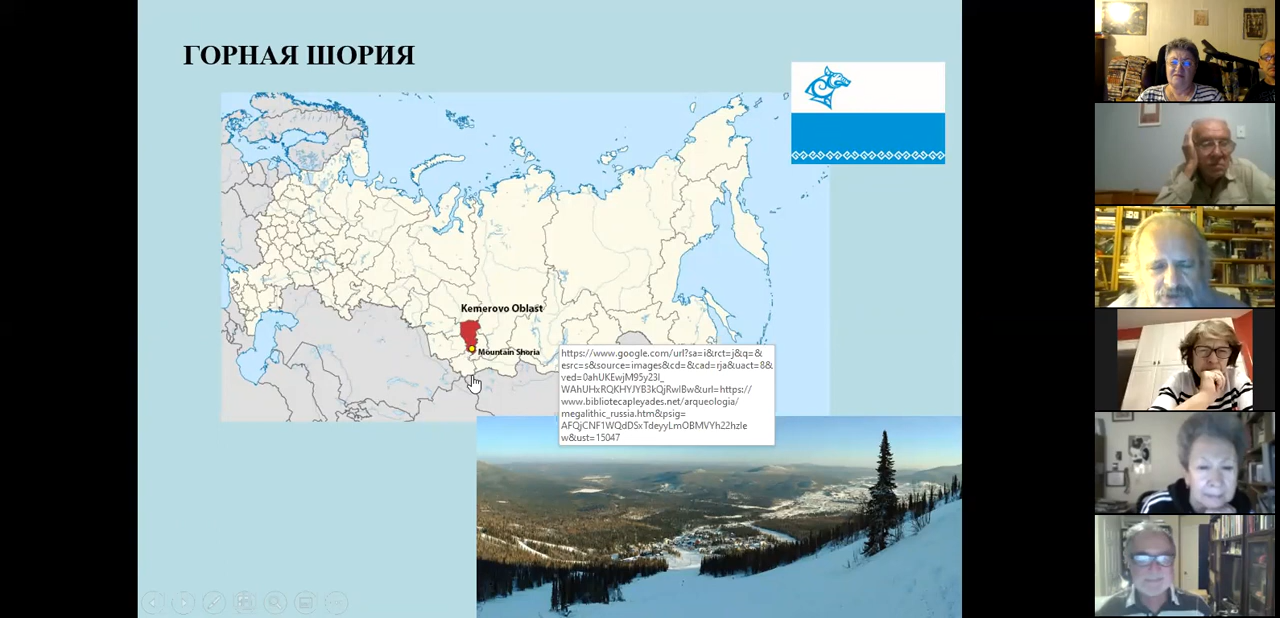 ГОРНАЯ ШОРИЯ
Kemerovo Oblast
Mountain Shoria
https://www.google.com/url?sa=i&rct=j&q=&
esrc=s&source=images&cd=&cad=rja&uact=8&
ved=0ahUKEwjM95y23I_
WAhUHxRQKHYJYB3kQjRwIBw&url=https://
www.bibliotecapleyades.net/arqueologia/
megalithic_russia.htm&psig=
AFQjCNF1WQdDSxTdeyyLmOBMVYh22hzle
w&ust=15047